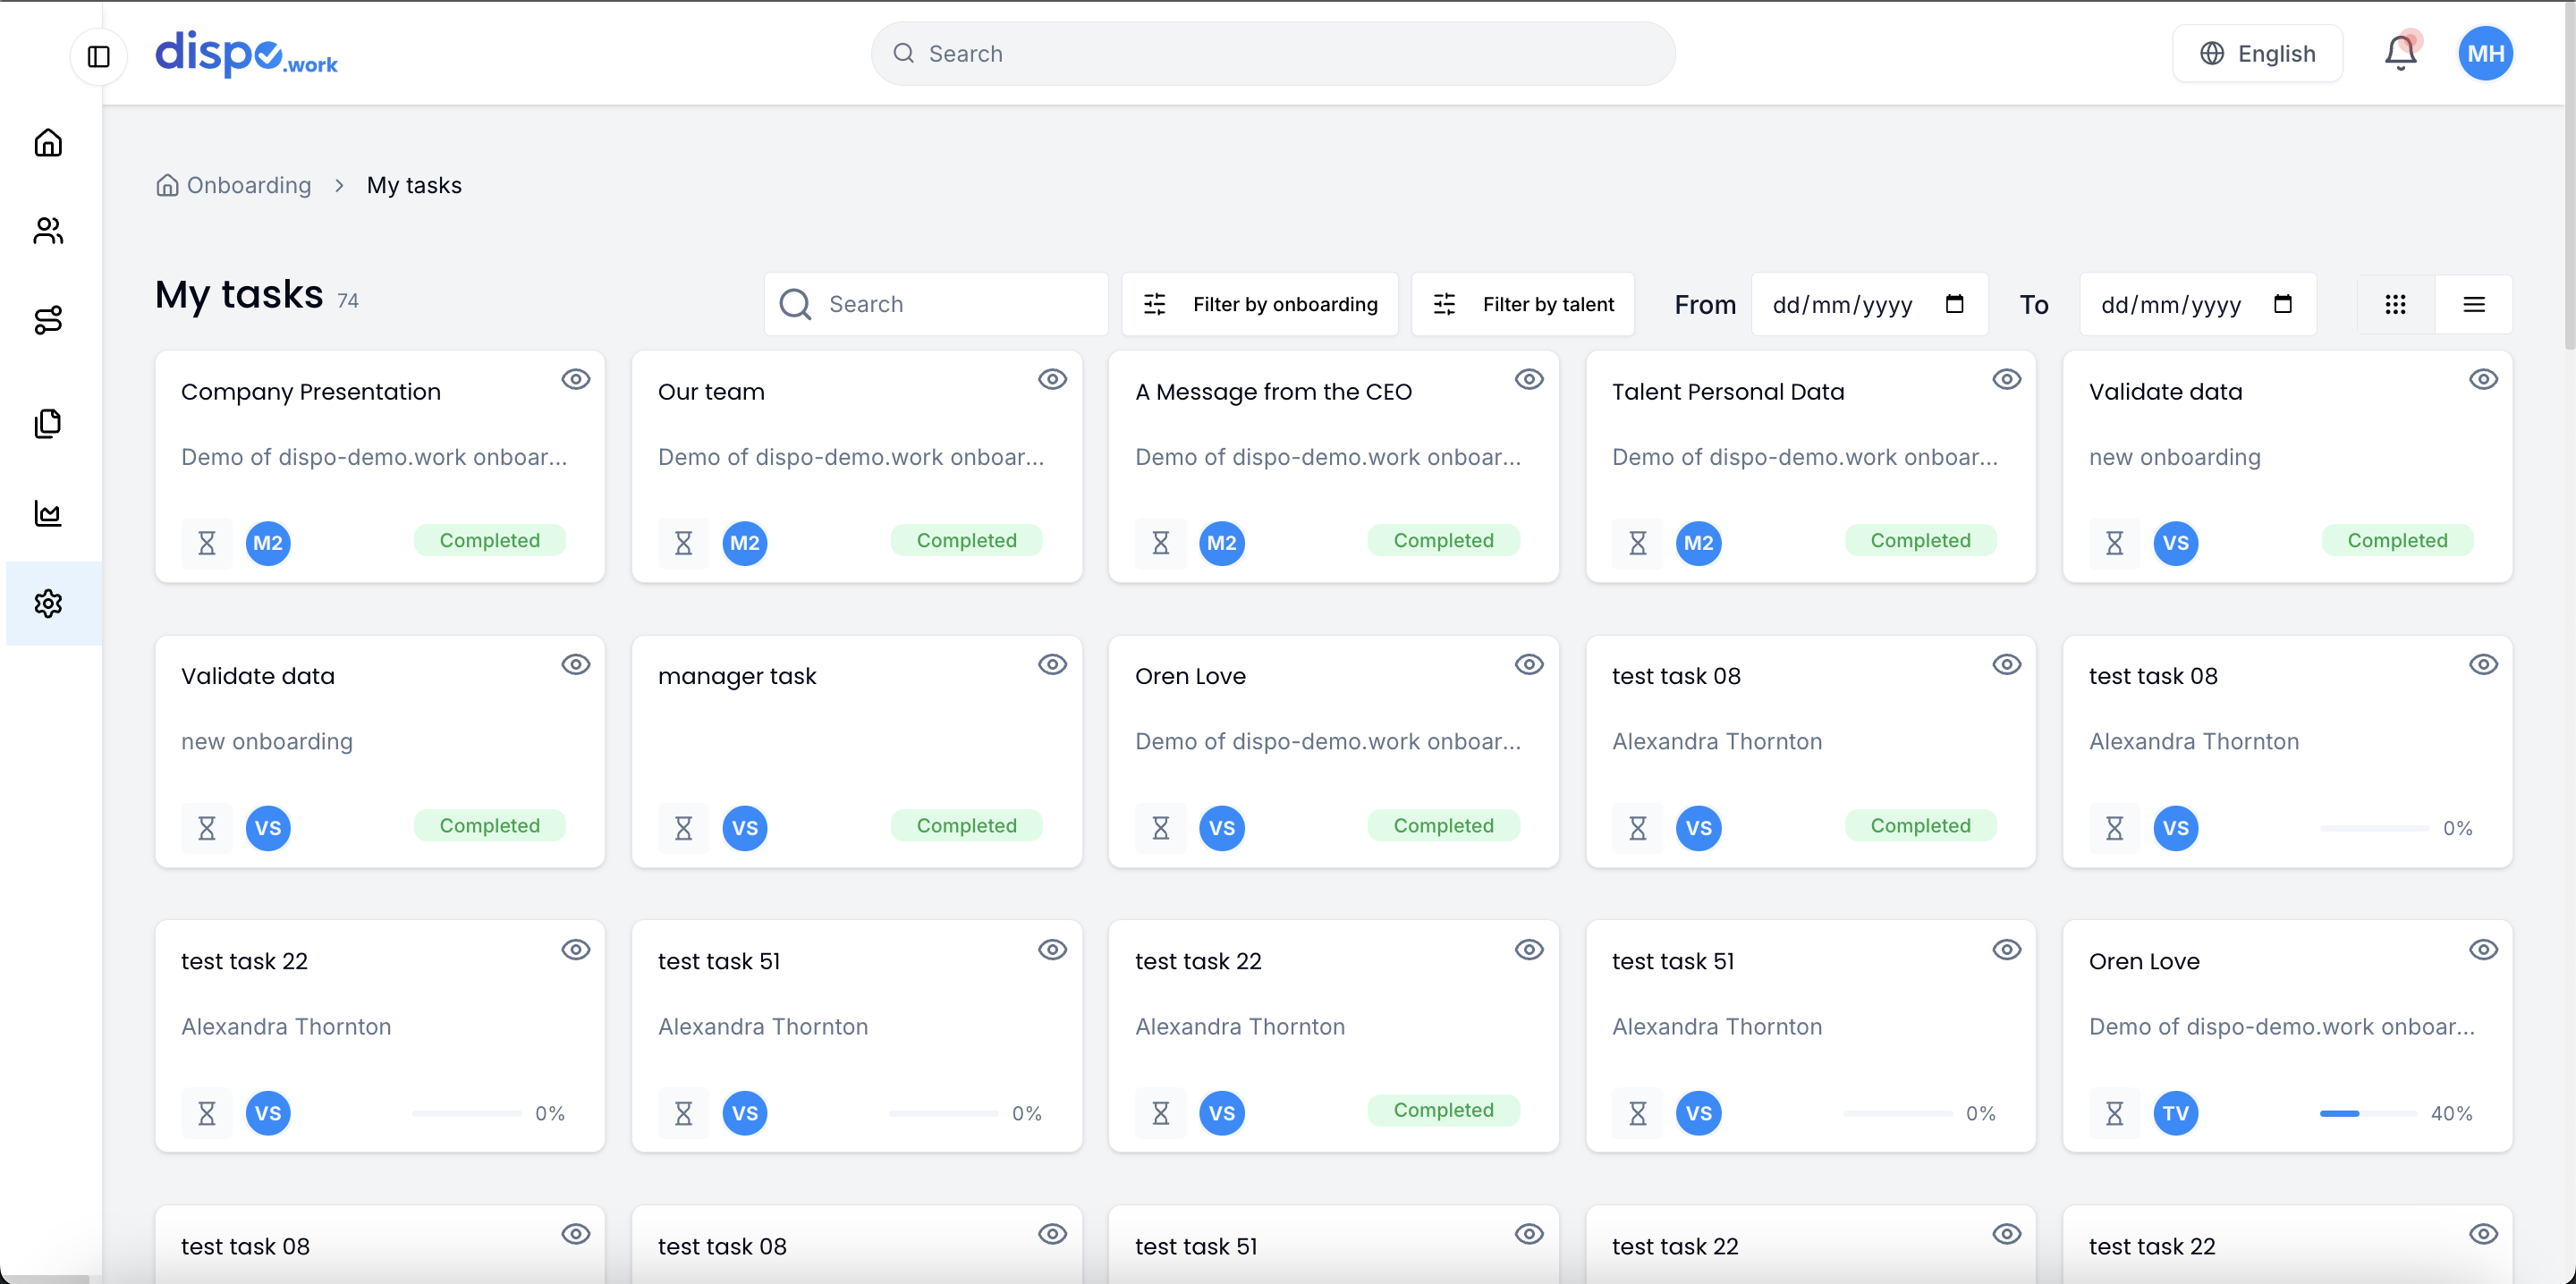 dispo.work
Search
English
MH
Onboarding > My tasks
My tasks 74
Search
Filter by onboarding
Filter by talent
From dd/mm/yyyy
To dd/mm/yyyy
Company Presentation
Demo of dispo-demo.work onboar...
M2 Completed
Our team
Demo of dispo-demo.work onboar...
M2 Completed
A Message from the CEO
Demo of dispo-demo.work onboar...
M2 Completed
Talent Personal Data
Demo of dispo-demo.work onboar...
M2 Completed
Validate data
new onboarding
VS Completed
Validate data
new onboarding
VS Completed
manager task
VS Completed
Oren Love
Demo of dispo-demo.work onboar...
VS Completed
test task 08
Alexandra Thornton
VS Completed
test task 08
Alexandra Thornton
VS 0%
test task 22
Alexandra Thornton
VS 0%
test task 51
Alexandra Thornton
VS 0%
test task 22
Alexandra Thornton
VS Completed
test task 51
Alexandra Thornton
VS 0%
Oren Love
Demo of dispo-demo.work onboar...
TV 40%
test task 08
test task 08
test task 51
test task 22
test task 22